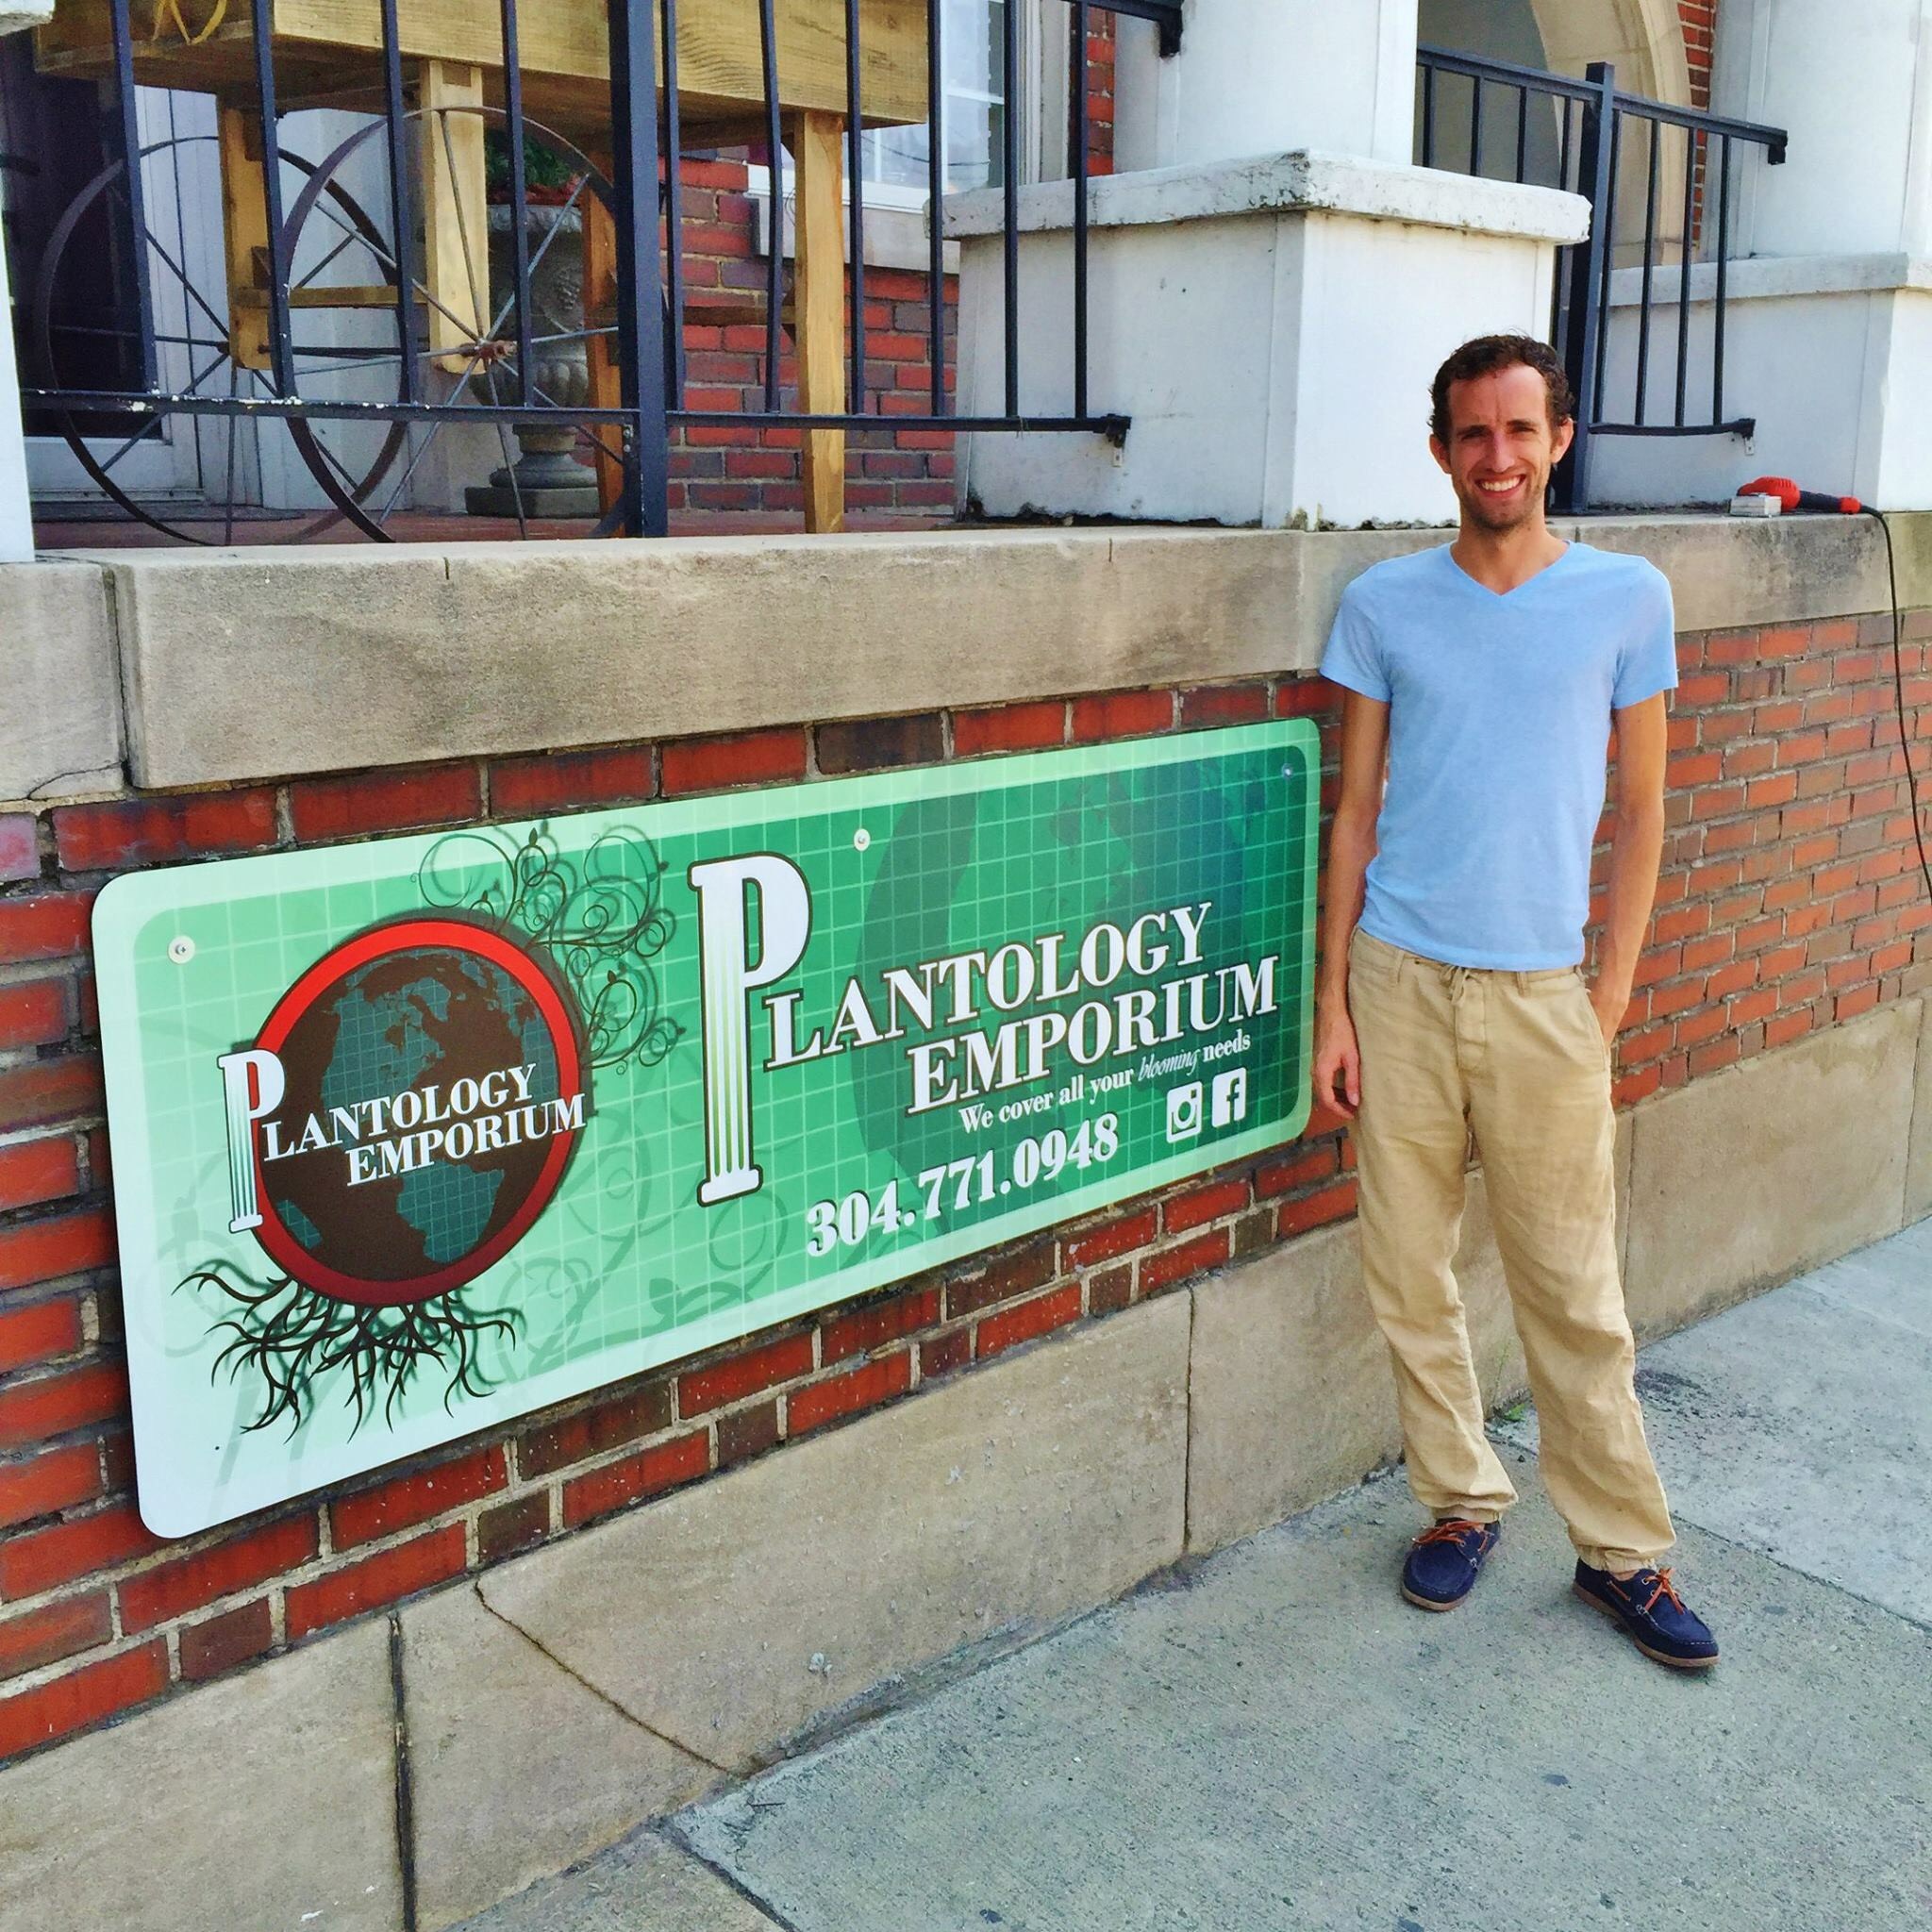 PLANTOLOGY
EMPORIUM
PLANTOLOGY
EMPORIUM
We cover all your blooming needs
304.771.0948